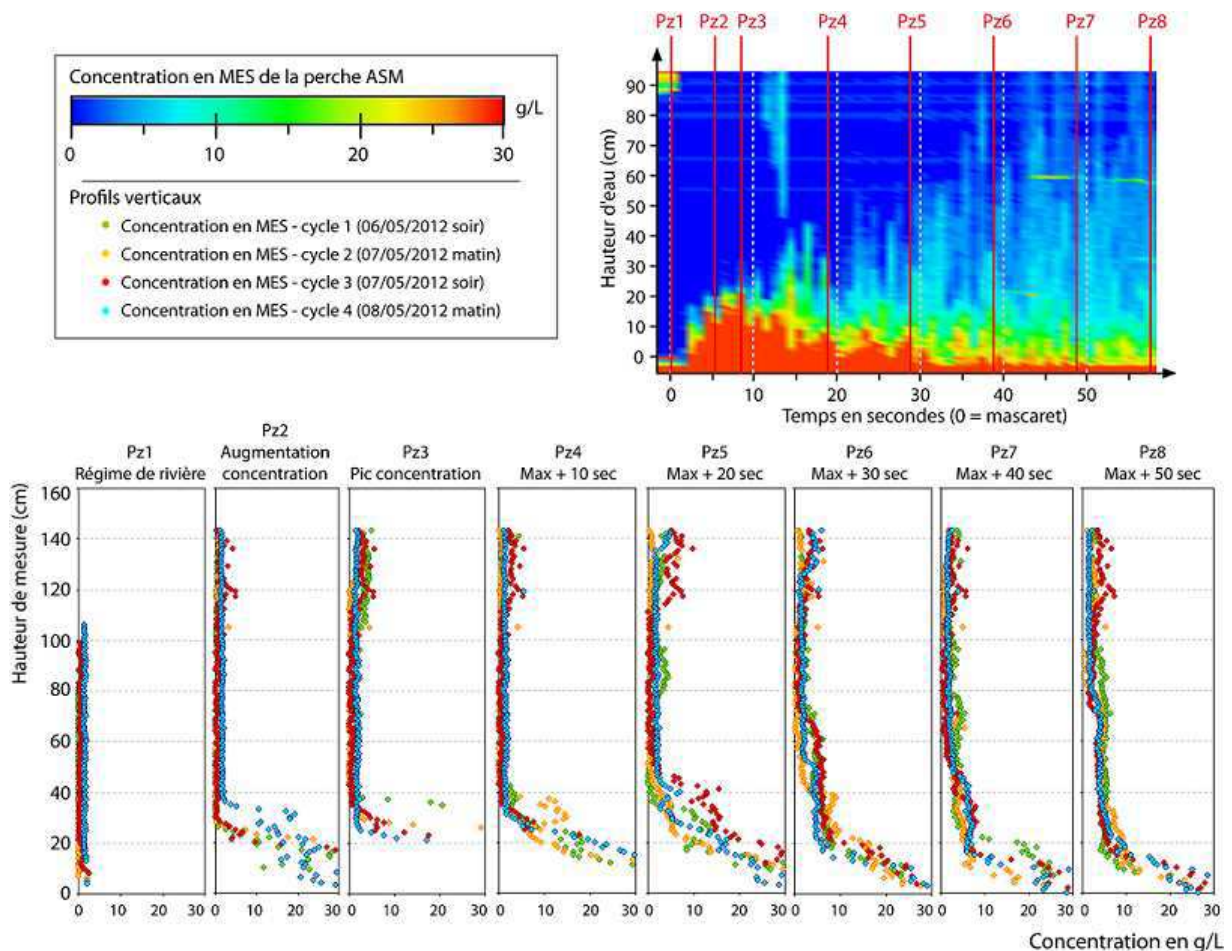 Pz1 Pz2 Pz3 Pz4 Pz5 Pz6 Pz7 Pz8
Concentration en MES de la perche ASM
g/L
0 10 20 30
Profils verticaux
Concentration en MES - cycle 1 (06/05/2012 soir)
Concentration en MES - cycle 2 (07/05/2012 matin)
Concentration en MES - cycle 3 (07/05/2012 soir)
Concentration en MES - cycle 4 (08/05/2012 matin)
Hauteur d'eau (cm)
90
80
70
60
50
40
30
20
10
0
0 10 20 30 40 50
Temps en secondes (0 = mascaret)
Pz1
Régime de rivière
Pz2
Augmentation
concentration
Pz3
Pic concentration
Pz4
Max + 10 sec
Pz5
Max + 20 sec
Pz6
Max + 30 sec
Pz7
Max + 40 sec
Pz8
Max + 50 sec
Hauteur de mesure (cm)
160
140
120
100
80
60
40
20
0
0 10 20 30 0 10 20 30 0 10 20 30 0 10 20 30 0 10 20 30 0 10 20 30 0 10 20 30 0 10 20 30
Concentration en g/L